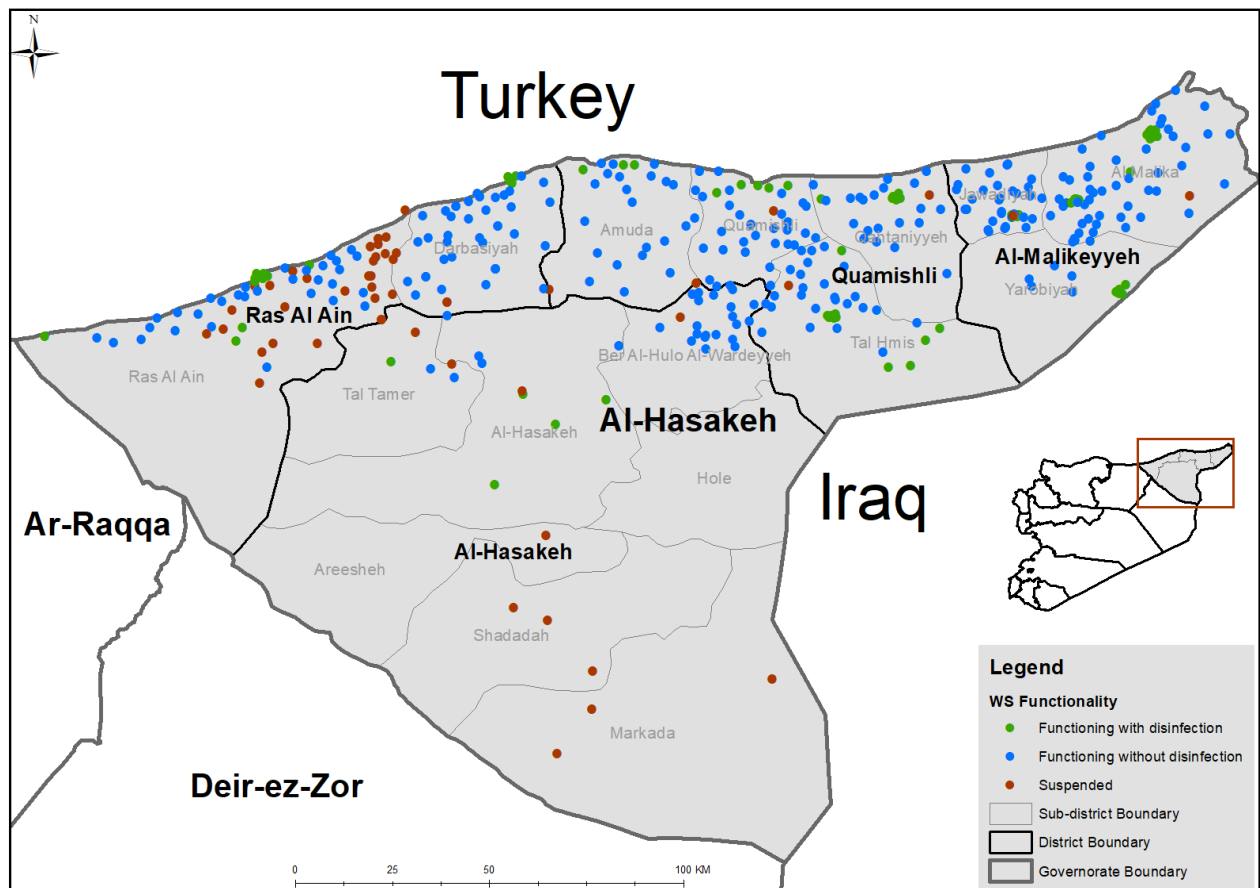 N
Turkey
Al-Malika
Jawadiyah
Darbasiyah
Amuda
Quamishli
Qahtaniyyeh
Al-Malikeyyeh
Quamishli
Yarobiyah
Ras Al Ain
Tal Hmis
Ber Al-Hulo Al-Wardeyyeh
Ras Al Ain
Tal Tamer
Al-Hasakeh
Al-Hasakeh
Hole
Iraq
Ar-Raqqa
Al-Hasakeh
Areesheh
Shadadah
Markada
Deir-ez-Zor
Legend
WS Functionality
Functioning with disinfection
Functioning without disinfection
Suspended
Sub-district Boundary
District Boundary
Governorate Boundary
0 25 50 100 KM